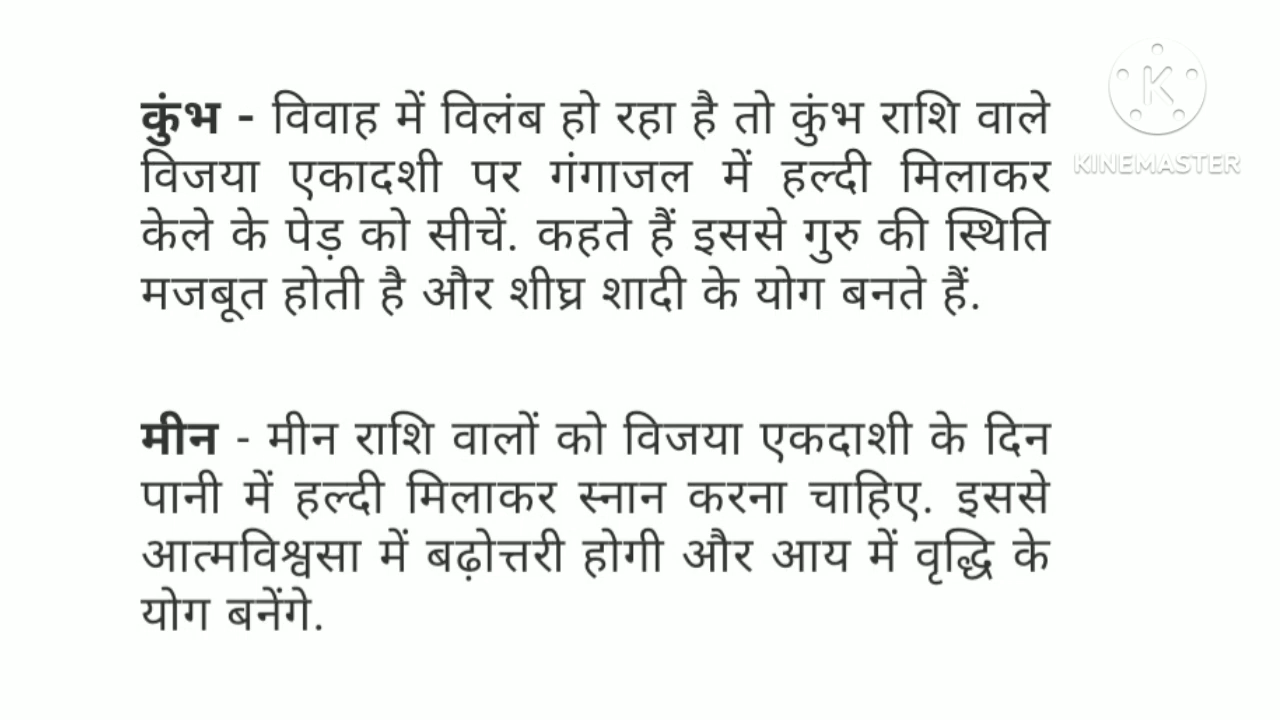 कुंभ - विवाह में विलंब हो रहा है तो कुंभ राशि वाले
विजया एकादशी पर गंगाजल में हल्दी मिलाकर
केले के पेड़ को सीचें. कहते हैं इससे गुरु की स्थिति
मजबूत होती है और शीघ्र शादी के योग बनते हैं.
मीन - मीन राशि वालों को विजया एकदाशी के दिन
पानी में हल्दी मिलाकर स्नान करना चाहिए. इससे
आत्मविश्वसा में बढ़ोत्तरी होगी और आय में वृद्धि के
योग बनेंगे.
K
KINEMASTER